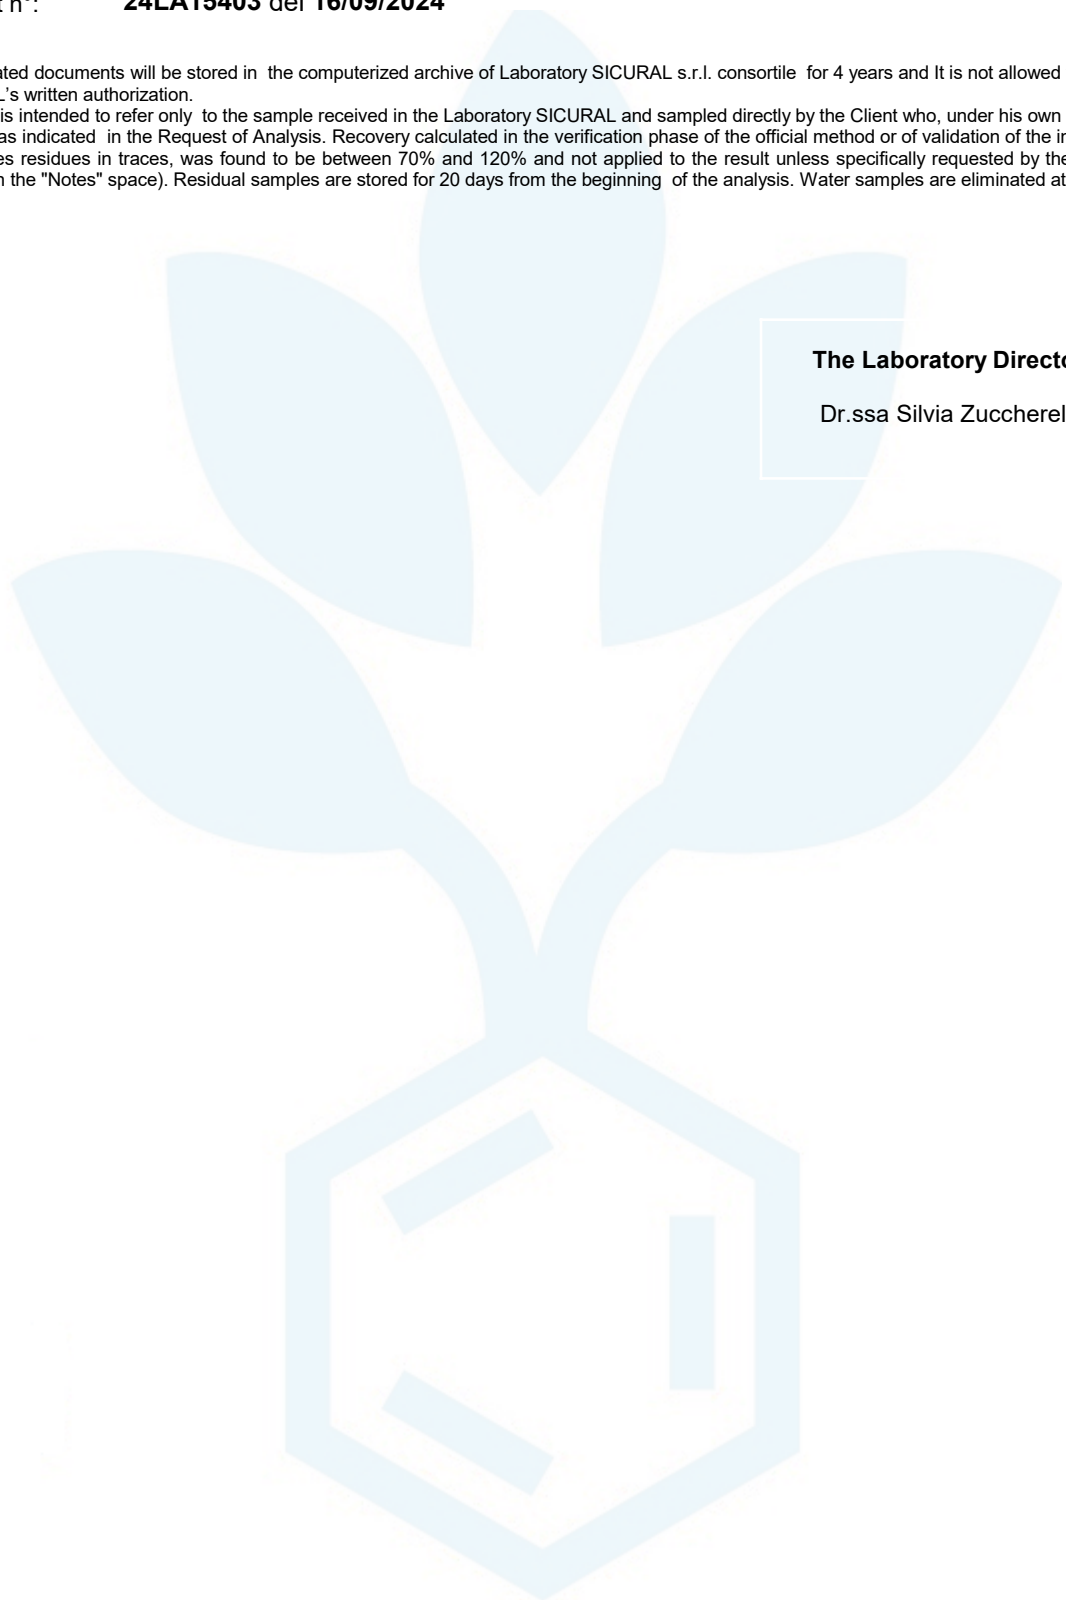 t n°: 24LA15403 del 16/09/2024
ated documents will be stored in the computerized archive of Laboratory SICURAL s.r.l. consortile for 4 years and It is not allowed
L's written authorization.
is intended to refer only to the sample received in the Laboratory SICURAL and sampled directly by the Client who, under his own
as indicated in the Request of Analysis. Recovery calculated in the verification phase of the official method or of validation of the in
es residues in traces, was found to be between 70% and 120% and not applied to the result unless specifically requested by the
n the "Notes" space). Residual samples are stored for 20 days from the beginning of the analysis. Water samples are eliminated at
The Laboratory Directo
Dr.ssa Silvia Zuccherel